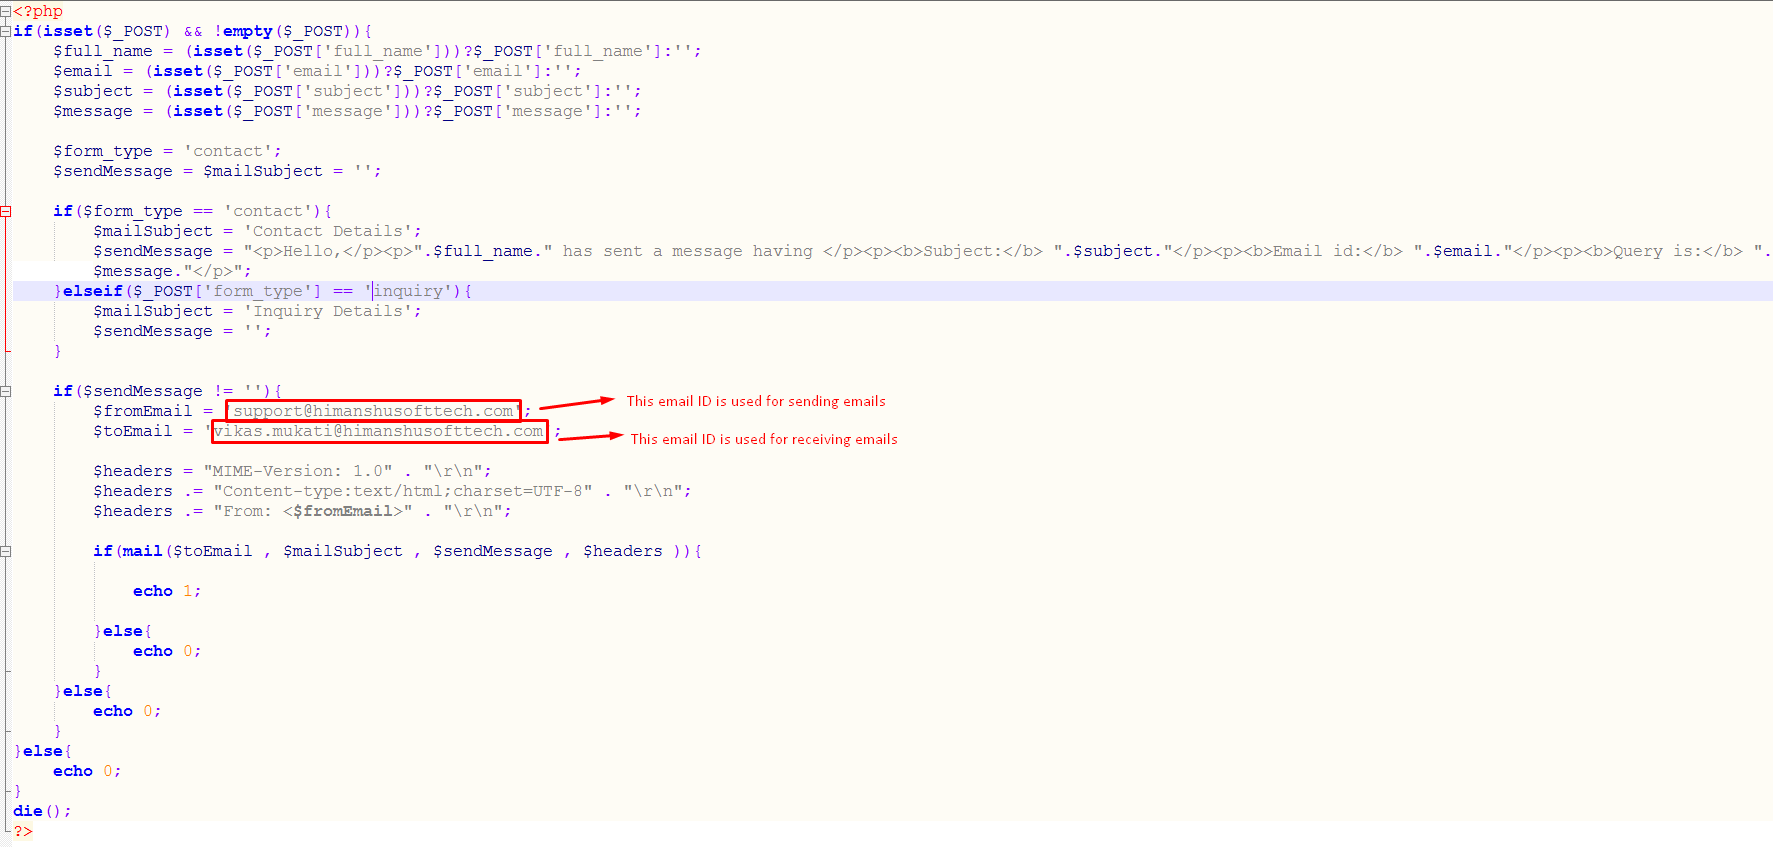 <?php
if(isset($_POST) && !empty($_POST)){
    $full_name = (isset($_POST['full_name']))?$_POST['full_name']:'';
    $email = (isset($_POST['email']))?$_POST['email']:'';
    $subject = (isset($_POST['subject']))?$_POST['subject']:'';
    $message = (isset($_POST['message']))?$_POST['message']:'';
    $form_type = 'contact';
    $sendMessage = $mailSubject = '';
    if($form_type == 'contact'){
        $mailSubject = 'Contact Details';
        $sendMessage = "<p>Hello,</p><p>".$full_name." has sent a message having </p><p><b>Subject:</b> ".$subject."</p><p><b>Email id:</b> ".$email."</p><p><b>Query is:</b> ".
        $message."</p>";
    }elseif($_POST['form_type'] == 'inquiry'){
        $mailSubject = 'Inquiry Details';
        $sendMessage = '';
    }
    if($sendMessage != ''){
        $fromEmail = 'support@himanshusofttech.com'; This email ID is used for sending emails
        $toEmail = 'vikas.mukati@himanshusofttech.com'; This email ID is used for receiving emails
        $headers = "MIME-Version: 1.0" . "\r\n";
        $headers .= "Content-type:text/html;charset=UTF-8" . "\r\n";
        $headers .= "From: <$fromEmail>" . "\r\n";
        if(mail($toEmail , $mailSubject , $sendMessage , $headers )){
            echo 1;
        }else{
            echo 0;
        }
    }else{
        echo 0;
    }
}else{
    echo 0;
}
die();
?>